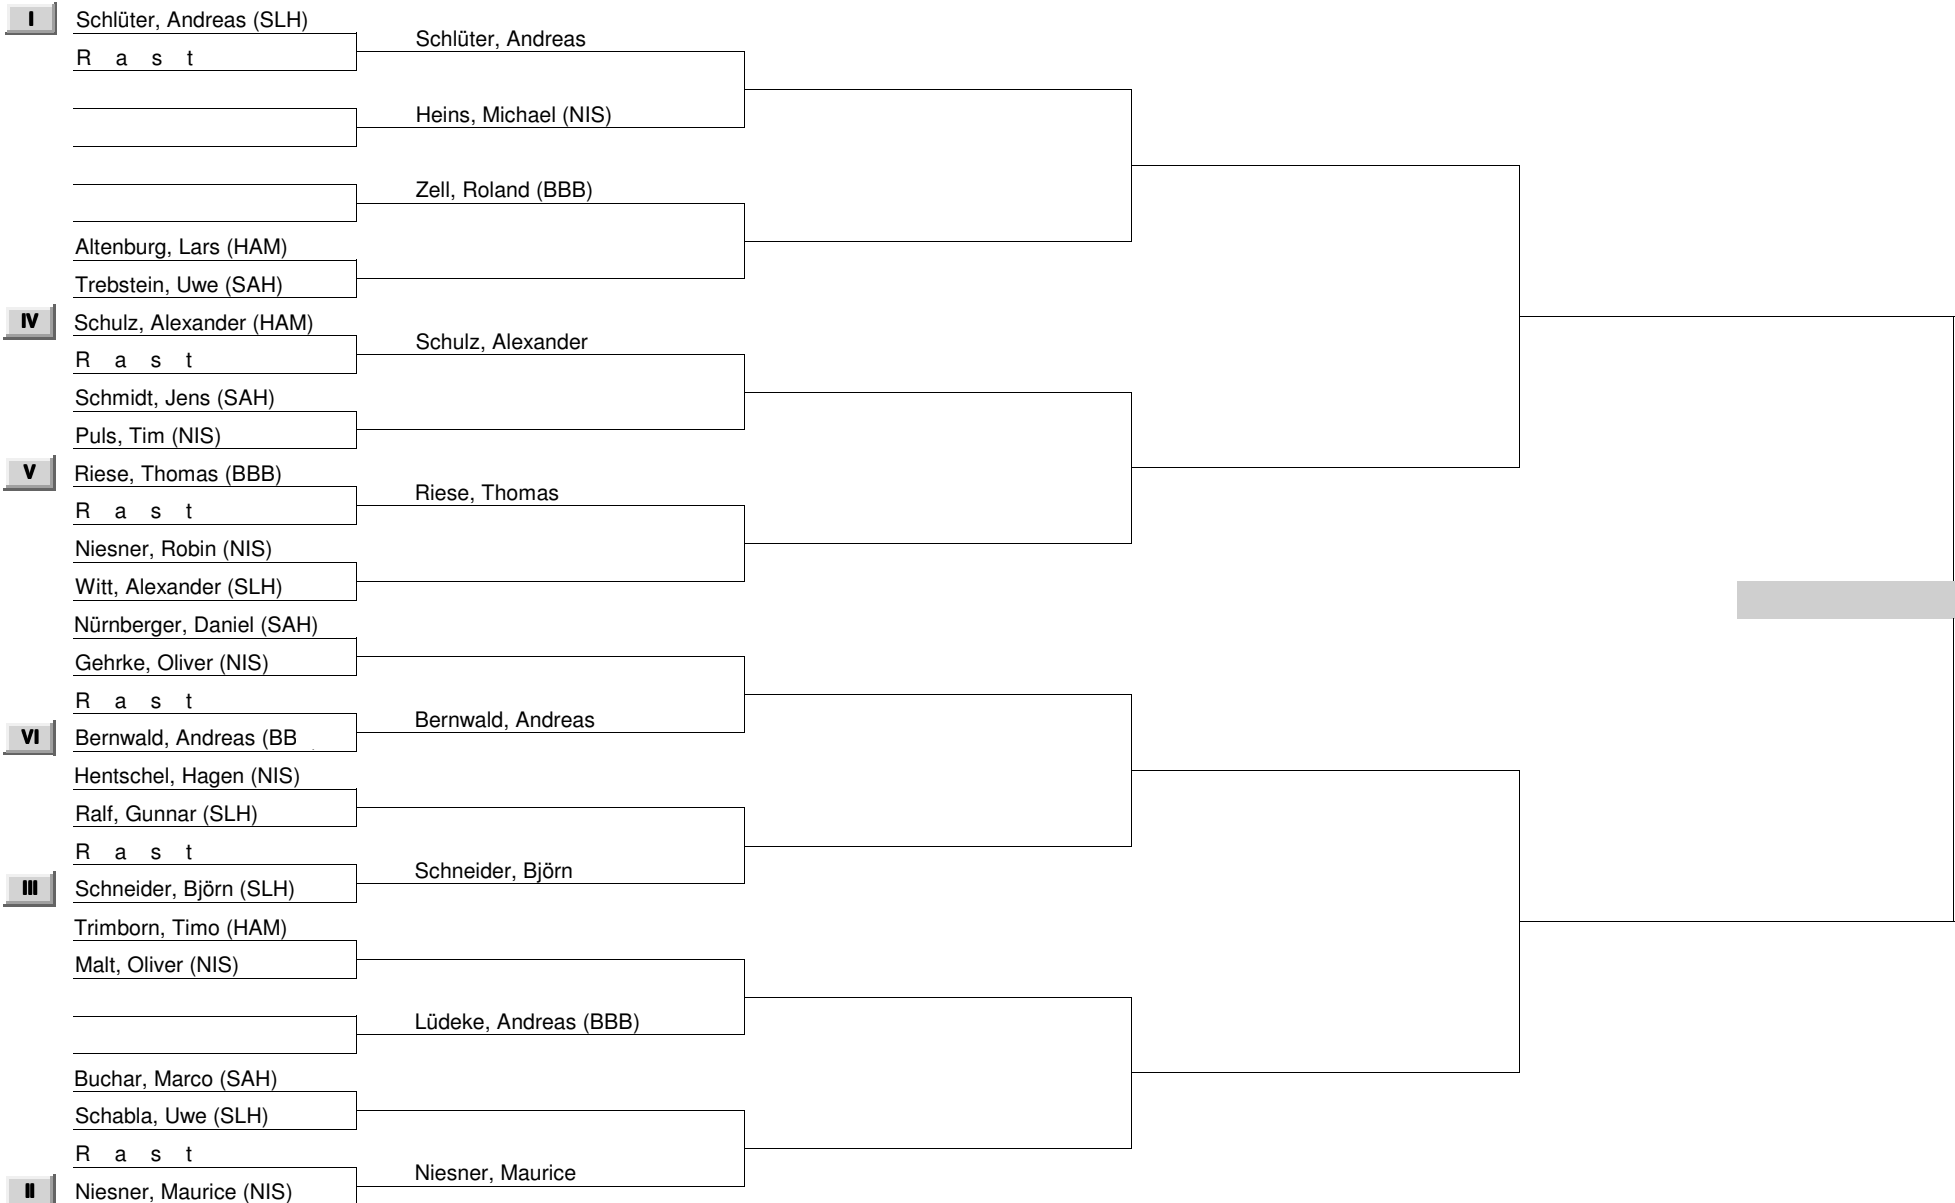 I
Schlüter, Andreas (SLH)
Schlüter, Andreas
R a s t
Heins, Michael (NIS)
Zell, Roland (BBB)
Altenburg, Lars (HAM)
Trebstein, Uwe (SAH)
IV
Schulz, Alexander (HAM)
Schulz, Alexander
R a s t
Schmidt, Jens (SAH)
Puls, Tim (NIS)
V
Riese, Thomas (BBB)
Riese, Thomas
R a s t
Niesner, Robin (NIS)
Witt, Alexander (SLH)
Nürnberger, Daniel (SAH)
Gehrke, Oliver (NIS)
R a s t
Bernwald, Andreas
VI
Bernwald, Andreas (BB
Hentschel, Hagen (NIS)
Ralf, Gunnar (SLH)
R a s t
Schneider, Björn
III
Schneider, Björn (SLH)
Trimborn, Timo (HAM)
Malt, Oliver (NIS)
Lüdeke, Andreas (BBB)
Buchar, Marco (SAH)
Schabla, Uwe (SLH)
R a s t
Niesner, Maurice
II
Niesner, Maurice (NIS)